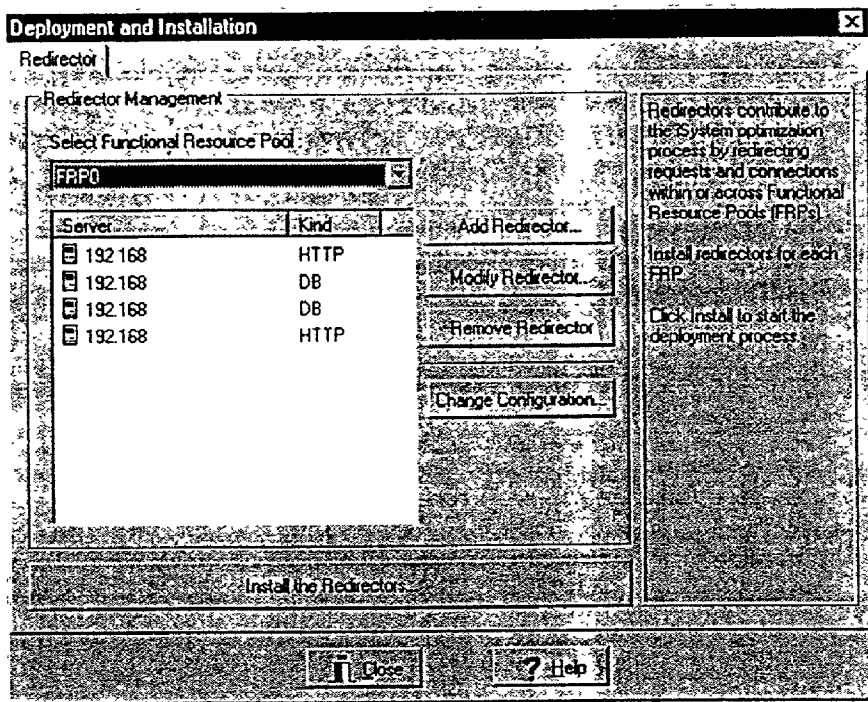 Deployment and Installation
Redirector
Redirector Management
Select Functional Resource Pool :
FRP0
Server
Kind
192 168 HTTP
192.168 DB
192.168 DB
192.168 HTTP
Add Redirector...
Modify Redirector...
Remove Redirector
Change Configuration...
Install the Redirectors...
Redirectors contribute to
the System optimization
process by redirecting
requests and connections
within or across Functional
Resource Pools (FRPs)
Install redirectors for each
FRP.
Click Install to start the
deployment process.
Close
? Help